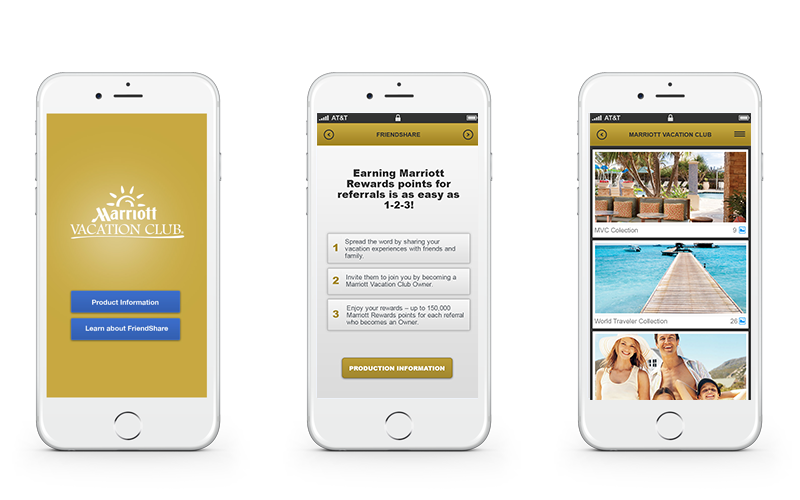 Marriott
VACATION CLUB
Product Information
Learn about FriendShare
AT&T
FRIENDSHARE
Earning Marriott
Rewards points for
referrals is as easy as
1-2-3!
1
Spread the word by sharing your
vacation experiences with friends and
family.
2
Invite them to join you by becoming a
Marriott Vacation Club Owner.
3
Enjoy your rewards – up to 150,000
Marriott Rewards points for each referral
who becomes an Owner.
PRODUCTION INFORMATION
AT&T
MARRIOTT VACATION CLUB
MVC Colection 9
World Traveler Collection 26